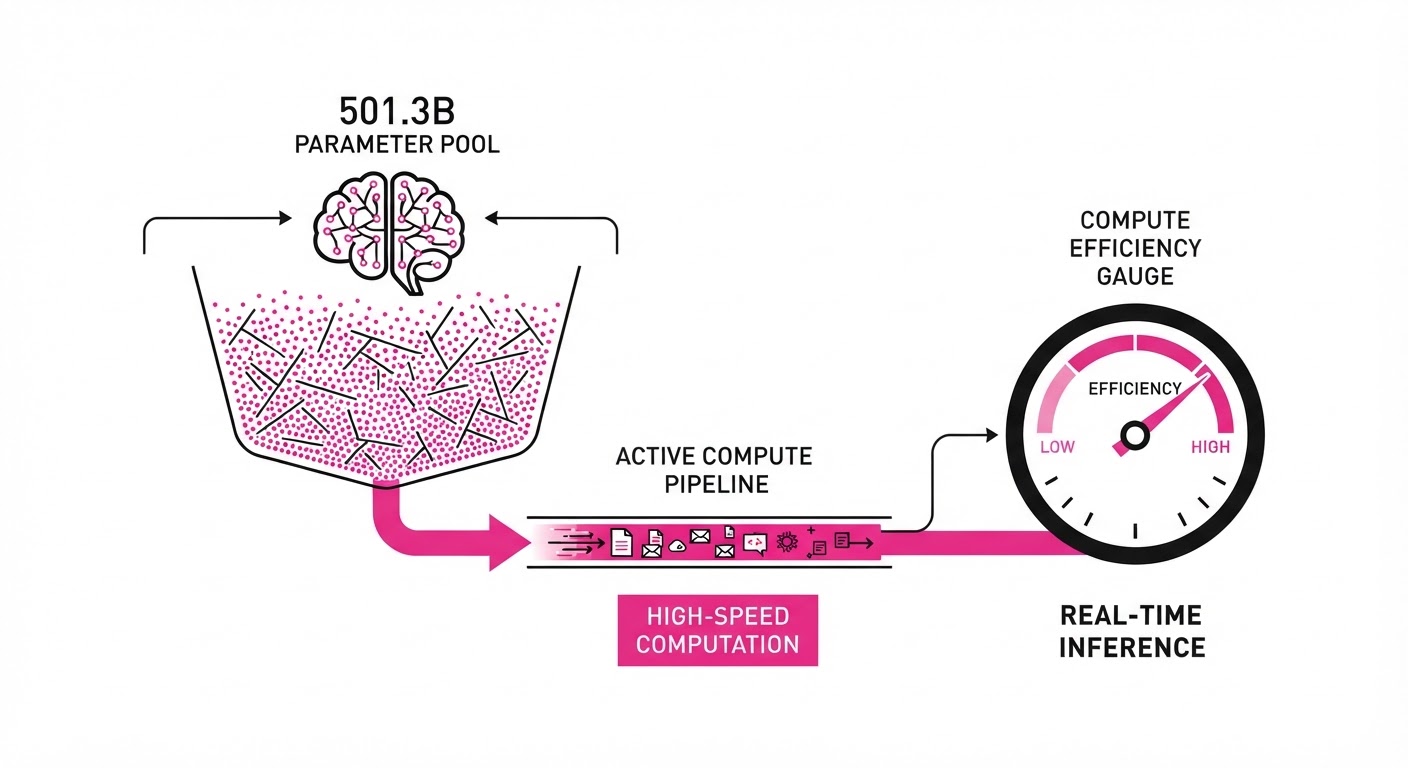 501.3B
PARAMETER POOL
COMPUTE
EFFICIENCY
GAUGE
EFFICIENCY
LOW
HIGH
ACTIVE COMPUTE
PIPELINE
HIGH-SPEED
COMPUTATION
REAL-TIME
INFERENCE